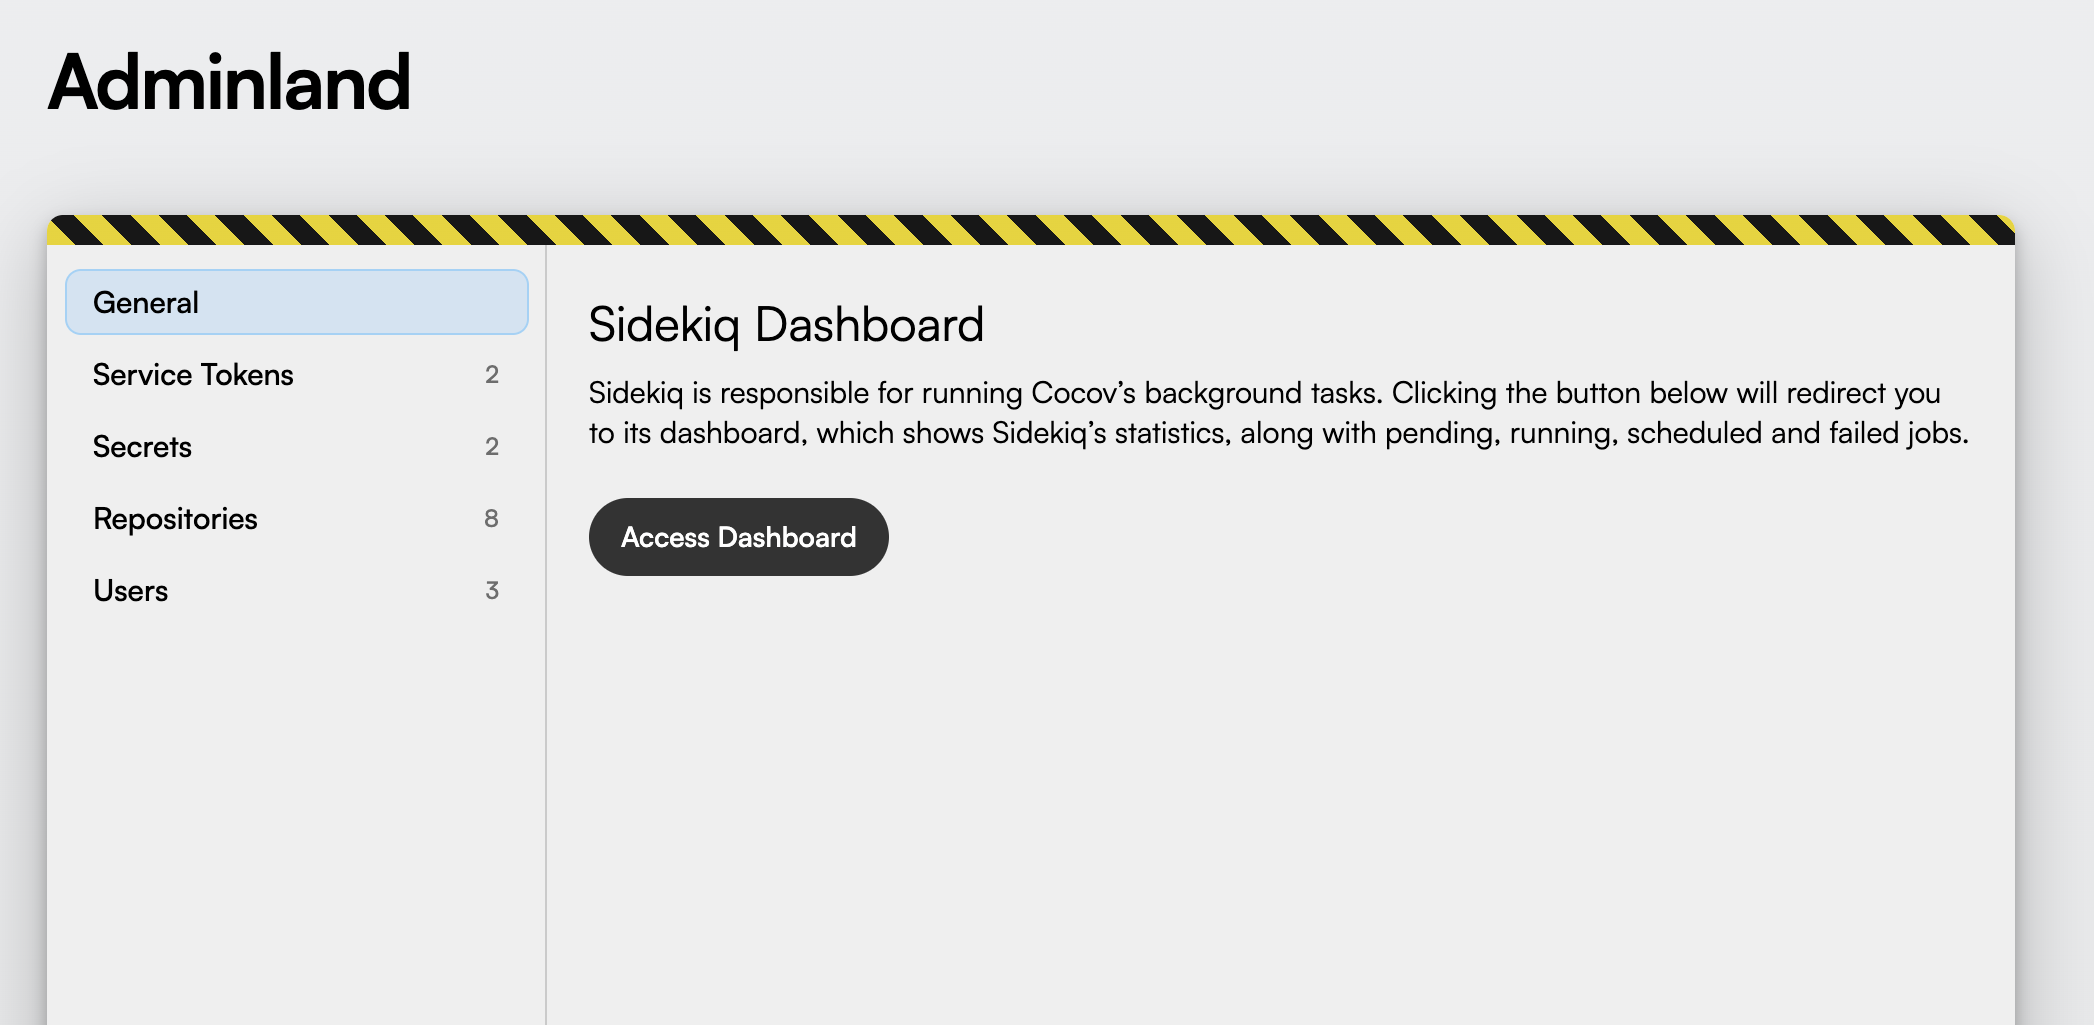 Adminland
General
Service Tokens 2
Secrets 2
Repositories 8
Users 3
Sidekiq Dashboard
Sidekiq is responsible for running Cocov’s background tasks. Clicking the button below will redirect you
to its dashboard, which shows Sidekiq’s statistics, along with pending, running, scheduled and failed jobs.
Access Dashboard